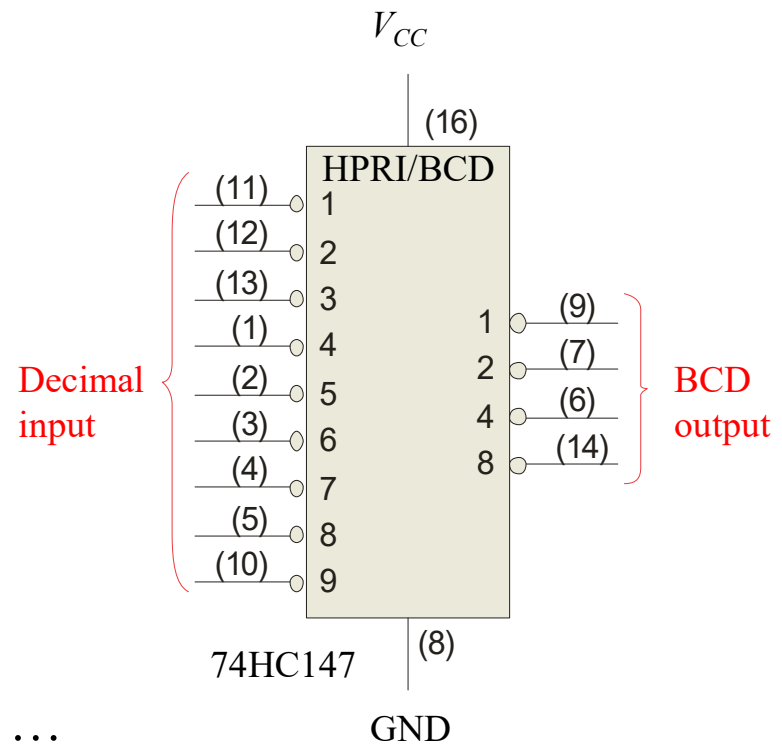 V_CC
(16)
HPRI/BCD
(11) 1
(12) 2
(13) 3
1 (9)
(1) 4
2 (7)
Decimal input
(2) 5
BCD output
4 (6)
(3) 6
8 (14)
(4) 7
(5) 8
(10) 9
74HC147
(8)
...
GND